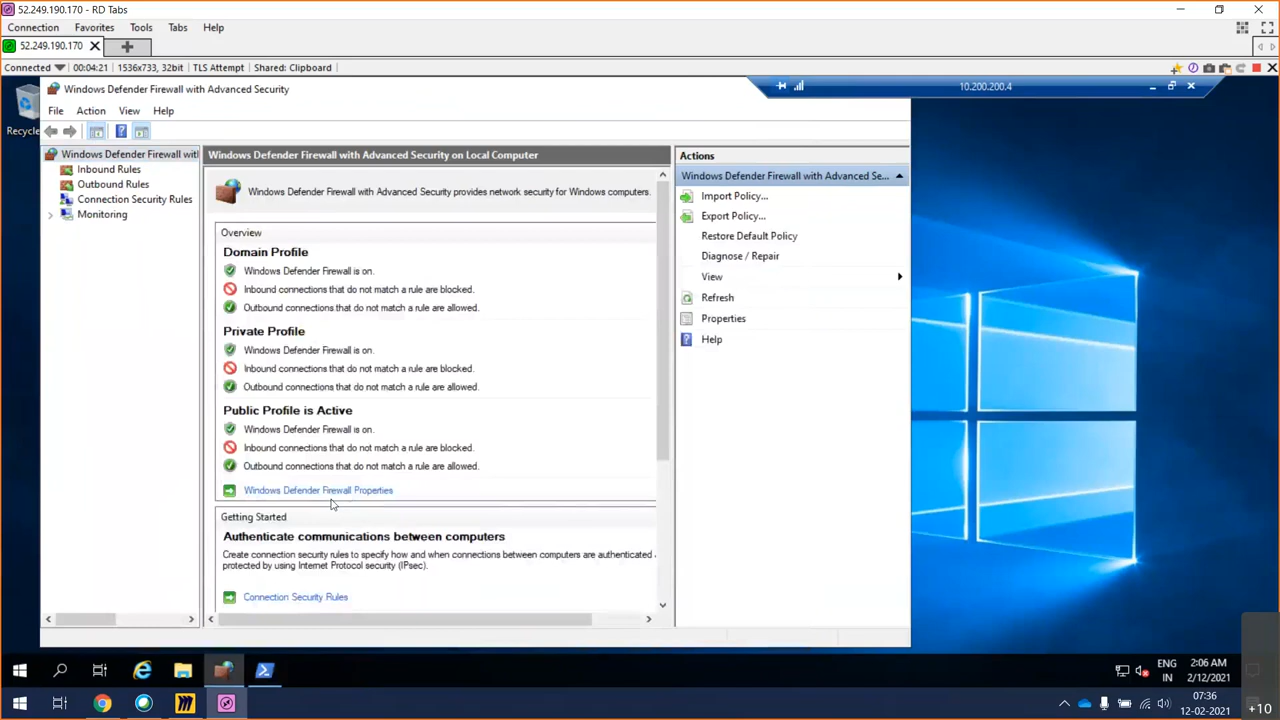 52.249.190.170 - RD Tabs
Connection Favorites Tools Tabs Help
52.249.190.170
Connected 00:04:21 1536x733, 32bit TLS Attempt Shared: Clipboard
Recycle
10.200.200.4
Windows Defender Firewall with Advanced Security
File Action View Help
Windows Defender Firewall wit
Inbound Rules
Outbound Rules
Connection Security Rules
Monitoring
Windows Defender Firewall with Advanced Security on Local Computer
Windows Defender Firewall with Advanced Security provides network security for Windows computers.
Overview
Domain Profile
Windows Defender Firewall is on.
Inbound connections that do not match a rule are blocked.
Outbound connections that do not match a rule are allowed.
Private Profile
Windows Defender Firewall is on.
Inbound connections that do not match a rule are blocked.
Outbound connections that do not match a rule are allowed.
Public Profile is Active
Windows Defender Firewall is on.
Inbound connections that do not match a rule are blocked.
Outbound connections that do not match a rule are allowed.
Windows Defender Firewall Properties
Getting Started
Authenticate communications between computers
Create connection security rules to specify how and when connections between computers are authenticated
protected by using Internet Protocol security (IPsec).
Connection Security Rules
Actions
Windows Defender Firewall with Advanced Se...
Import Policy...
Export Policy...
Restore Default Policy
Diagnose / Repair
View
Refresh
Properties
Help
ENG
IN
2:06 AM
2/12/2021
07:36
12-02-2021
+10